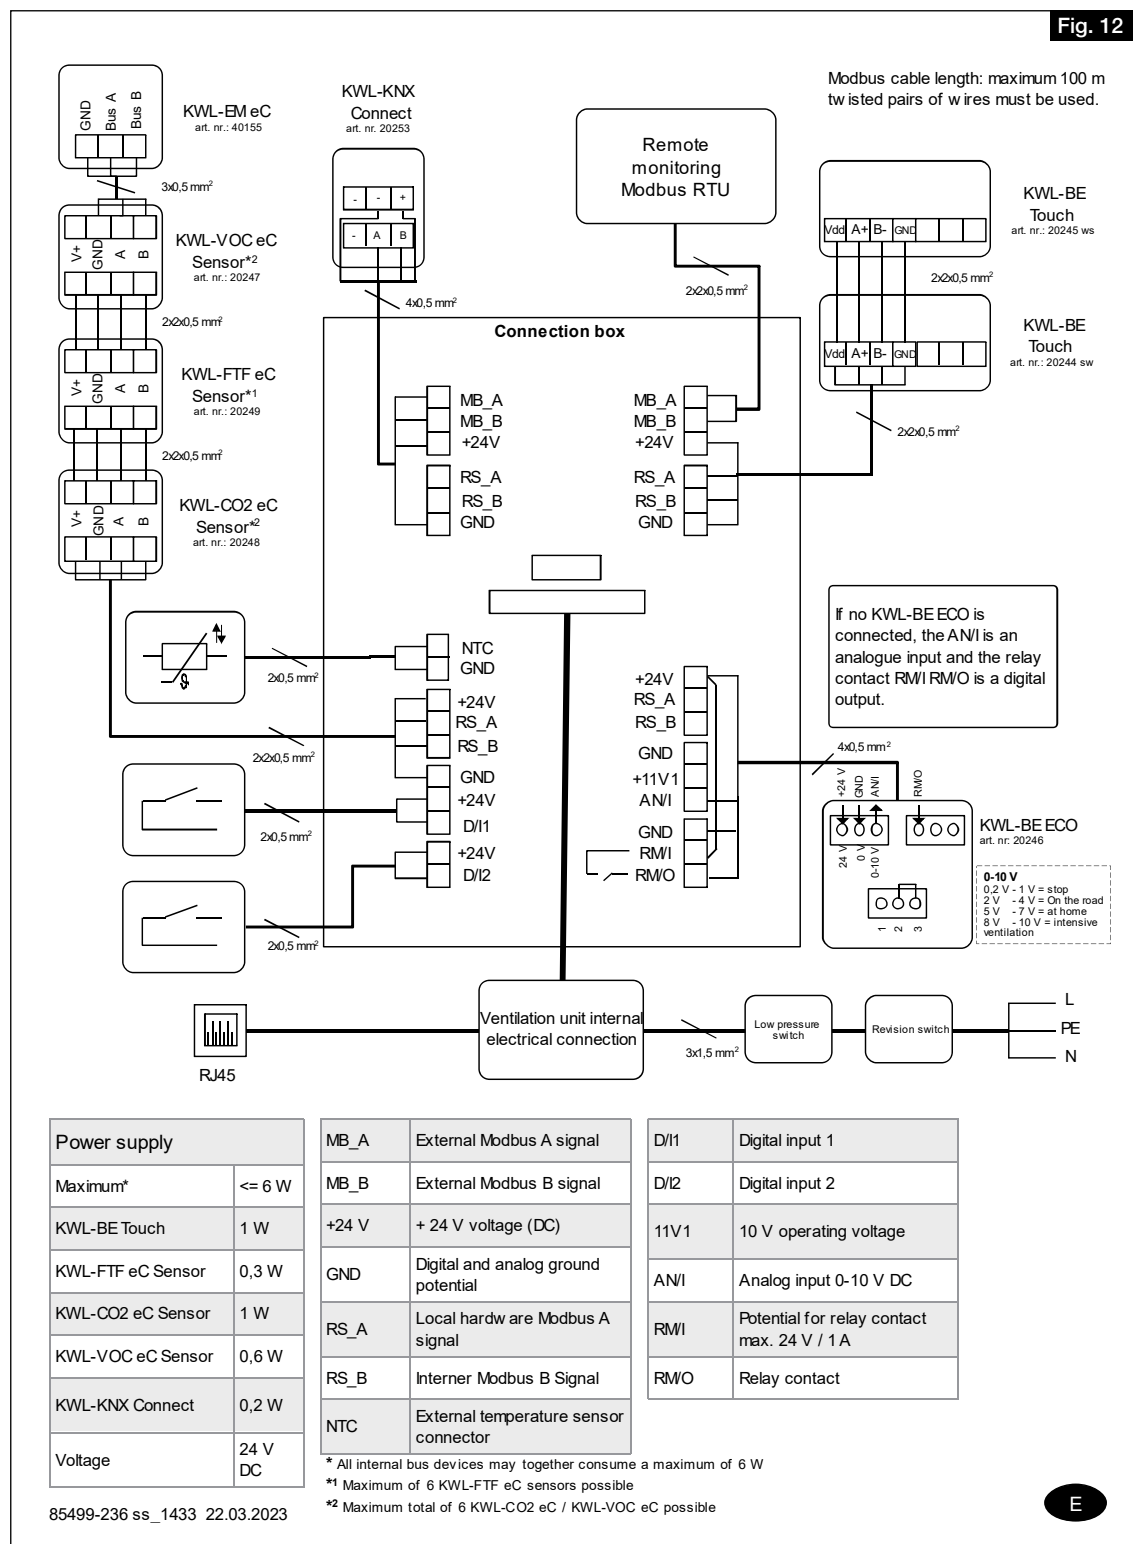 Fig. 12
Modbus cable length: maximum 100 m
twisted pairs of wires must be used.
GND
Bus A
Bus B
KWL-EM eC
art. nr.: 40155
3x0,5 mm²
V+
GND
A
B
KWL-VOC eC
Sensor*2
art. nr.: 20247
2x2x0,5 mm²
V+
GND
A
B
KWL-FTF eC
Sensor*1
art. nr.: 20249
2x2x0,5 mm²
V+
GND
A
B
KWL-CO2 eC
Sensor*2
art. nr.: 20248
KWL-KNX
Connect
art. nr. 20253
- - +
- A B
4x0,5 mm²
Remote
monitoring
Modbus RTU
2x2x0,5 mm²
Vdd A+ B- GND
KWL-BE
Touch
art. nr.: 20245 ws
2x2x0,5 mm²
Vdd A+ B- GND
KWL-BE
Touch
art. nr.: 20244 sw
2x2x0,5 mm²
Connection box
MB_A
MB_B
+24V
RS_A
RS_B
GND
MB_A
MB_B
+24V
RS_A
RS_B
GND
ϑ
2x0,5 mm²
NTC
GND
2x2x0,5 mm²
+24V
RS_A
RS_B
GND
2x0,5 mm²
+24V
D/I1
2x0,5 mm²
+24V
D/I2
+24V
RS_A
RS_B
GND
+11V1
AN/I
GND
RM/I
RM/O
If no KWL-BE ECO is
connected, the AN/I is an
analogue input and the relay
contact RM/I RM/O is a digital
output.
4x0,5 mm²
+24 V
GND
AN/I
RM/O
24 V
0 V
0-10 V
1
2
3
KWL-BE ECO
art. nr: 20246
0-10 V
0,2 V - 1 V = stop
2 V - 4 V = On the road
5 V - 7 V = at home
8 V - 10 V = intensive
ventilation
RJ45
Ventilation unit internal
electrical connection
3x1,5 mm²
Low pressure
switch
Revision switch
L
PE
N
Power supply
Maximum* <= 6 W
KWL-BE Touch 1 W
KWL-FTF eC Sensor 0,3 W
KWL-CO2 eC Sensor 1 W
KWL-VOC eC Sensor 0,6 W
KWL-KNX Connect 0,2 W
Voltage 24 V
DC
MB_A External Modbus A signal
MB_B External Modbus B signal
+24 V + 24 V voltage (DC)
GND Digital and analog ground
potential
RS_A Local hardware Modbus A
signal
RS_B Interner Modbus B Signal
NTC External temperature sensor
connector
D/I1 Digital input 1
D/I2 Digital input 2
11V1 10 V operating voltage
AN/I Analog input 0-10 V DC
RM/I Potential for relay contact
max. 24 V / 1 A
RM/O Relay contact
* All internal bus devices may together consume a maximum of 6 W
*1 Maximum of 6 KWL-FTF eC sensors possible
*2 Maximum total of 6 KWL-CO2 eC / KWL-VOC eC possible
85499-236 ss_1433 22.03.2023
E